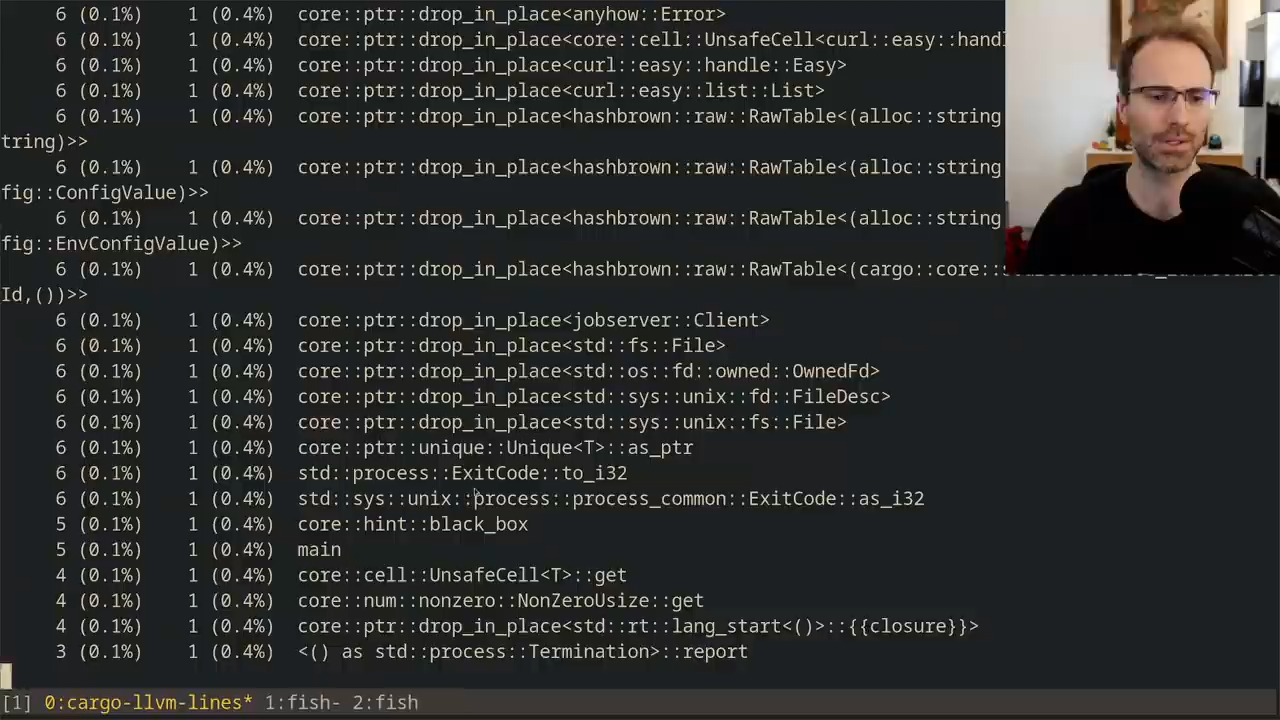 6 (0.1%) 1 (0.4%) core::ptr::drop_in_place<anyhow::Error>
6 (0.1%) 1 (0.4%) core::ptr::drop_in_place<core::cell::UnsafeCell<curl::easy::handl
6 (0.1%) 1 (0.4%) core::ptr::drop_in_place<curl::easy::handle::Easy>
6 (0.1%) 1 (0.4%) core::ptr::drop_in_place<curl::easy::list::List>
6 (0.1%) 1 (0.4%) core::ptr::drop_in_place<hashbrown::raw::RawTable<(alloc::string
tring)>>
6 (0.1%) 1 (0.4%) core::ptr::drop_in_place<hashbrown::raw::RawTable<(alloc::string
fig::ConfigValue)>>
6 (0.1%) 1 (0.4%) core::ptr::drop_in_place<hashbrown::raw::RawTable<(alloc::string
fig::EnvConfigValue)>>
6 (0.1%) 1 (0.4%) core::ptr::drop_in_place<hashbrown::raw::RawTable<(cargo::core::
Id,())>>
6 (0.1%) 1 (0.4%) core::ptr::drop_in_place<jobserver::Client>
6 (0.1%) 1 (0.4%) core::ptr::drop_in_place<std::fs::File>
6 (0.1%) 1 (0.4%) core::ptr::drop_in_place<std::os::fd::owned::OwnedFd>
6 (0.1%) 1 (0.4%) core::ptr::drop_in_place<std::sys::unix::fd::FileDesc>
6 (0.1%) 1 (0.4%) core::ptr::drop_in_place<std::sys::unix::fs::File>
6 (0.1%) 1 (0.4%) core::ptr::unique::Unique<T>::as_ptr
6 (0.1%) 1 (0.4%) std::process::ExitCode::to_i32
6 (0.1%) 1 (0.4%) std::sys::unix::process::process_common::ExitCode::as_i32
5 (0.1%) 1 (0.4%) core::hint::black_box
5 (0.1%) 1 (0.4%) main
4 (0.1%) 1 (0.4%) core::cell::UnsafeCell<T>::get
4 (0.1%) 1 (0.4%) core::num::nonzero::NonZeroUsize::get
4 (0.1%) 1 (0.4%) core::ptr::drop_in_place<std::rt::lang_start<()>::{{closure}}>
3 (0.1%) 1 (0.4%) <() as std::process::Termination>::report
[1] 0:cargo-llvm-lines* 1:fish- 2:fish